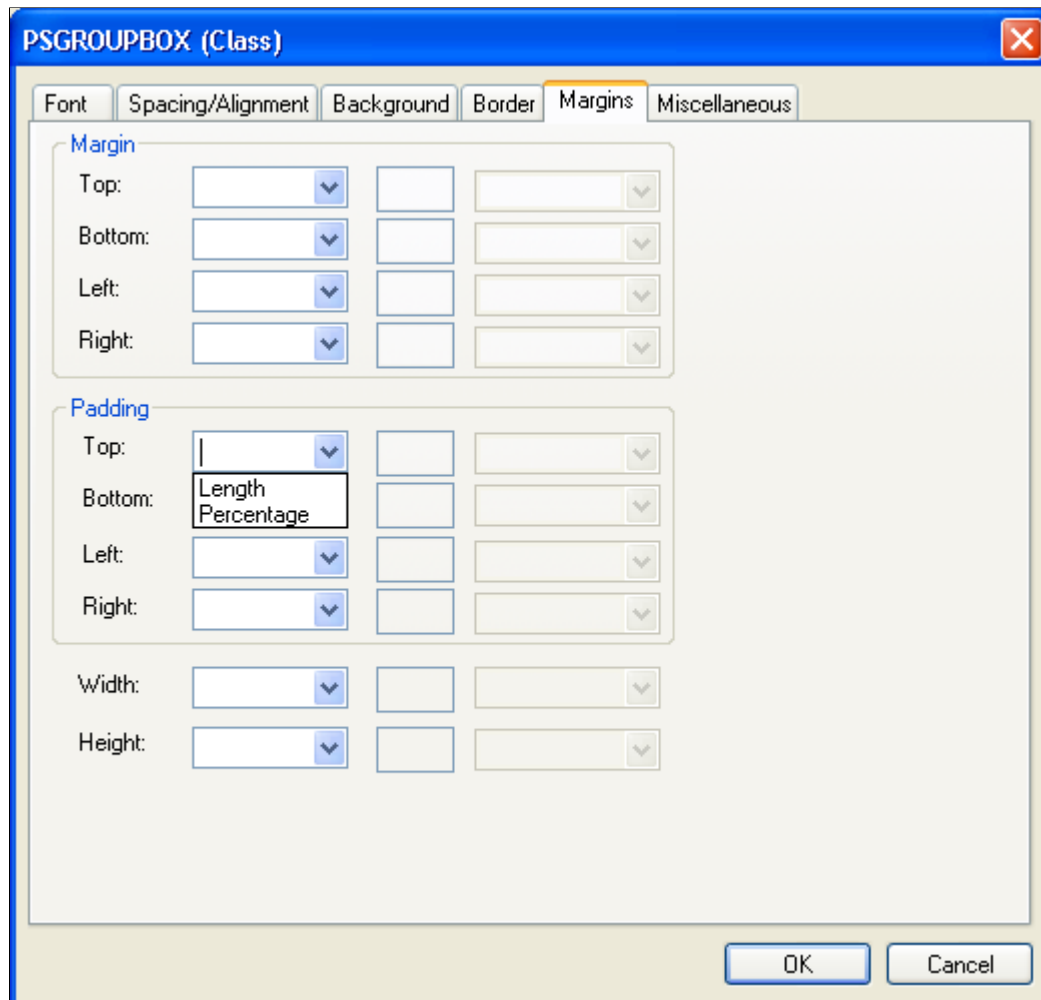 PSGROUPBOX (Class)
Font Spacing/Alignment Background Border Margins Miscellaneous
Margin
Top:
Bottom:
Left:
Right:
Padding
Top:
Length
Bottom:
Percentage
Left:
Right:
Width:
Height:
OK Cancel